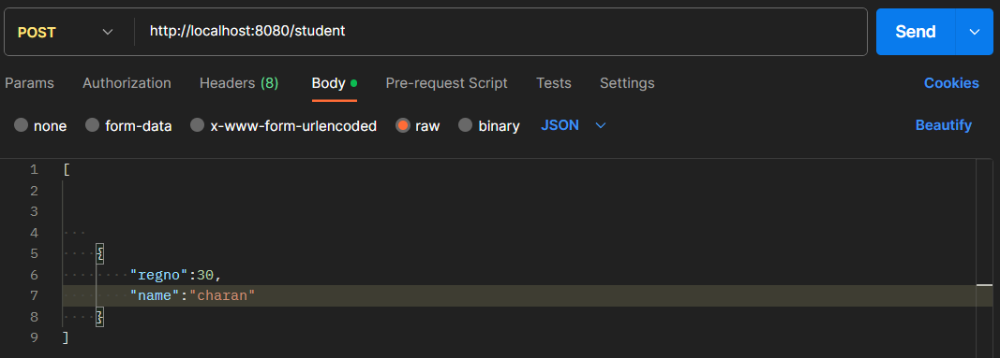 POST http://localhost:8080/student Send
Params Authorization Headers (8) Body Pre-request Script Tests Settings Cookies
none form-data x-www-form-urlencoded raw binary JSON Beautify
1 [
2
3
4
5 {
6 "regno":30,
7 "name":"charan"
8 }
9 ]